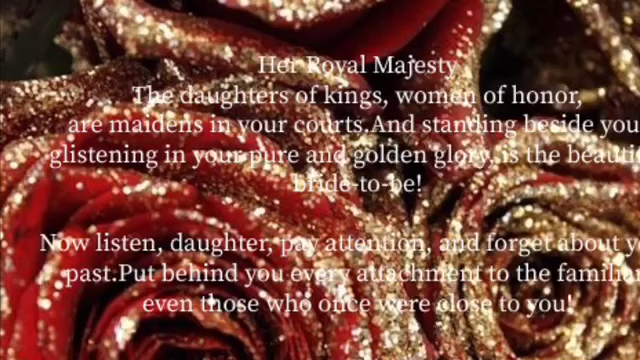 Her Royal Majesty
The daughters of kings, women of honor,
are maidens in your courts.And standing beside you
glistening in your pure and golden glory, is the
bride-to-be!
Now listen, daughter, pay attention, and forget about
past.Put behind you every attachment to the
even those who once were close to you!